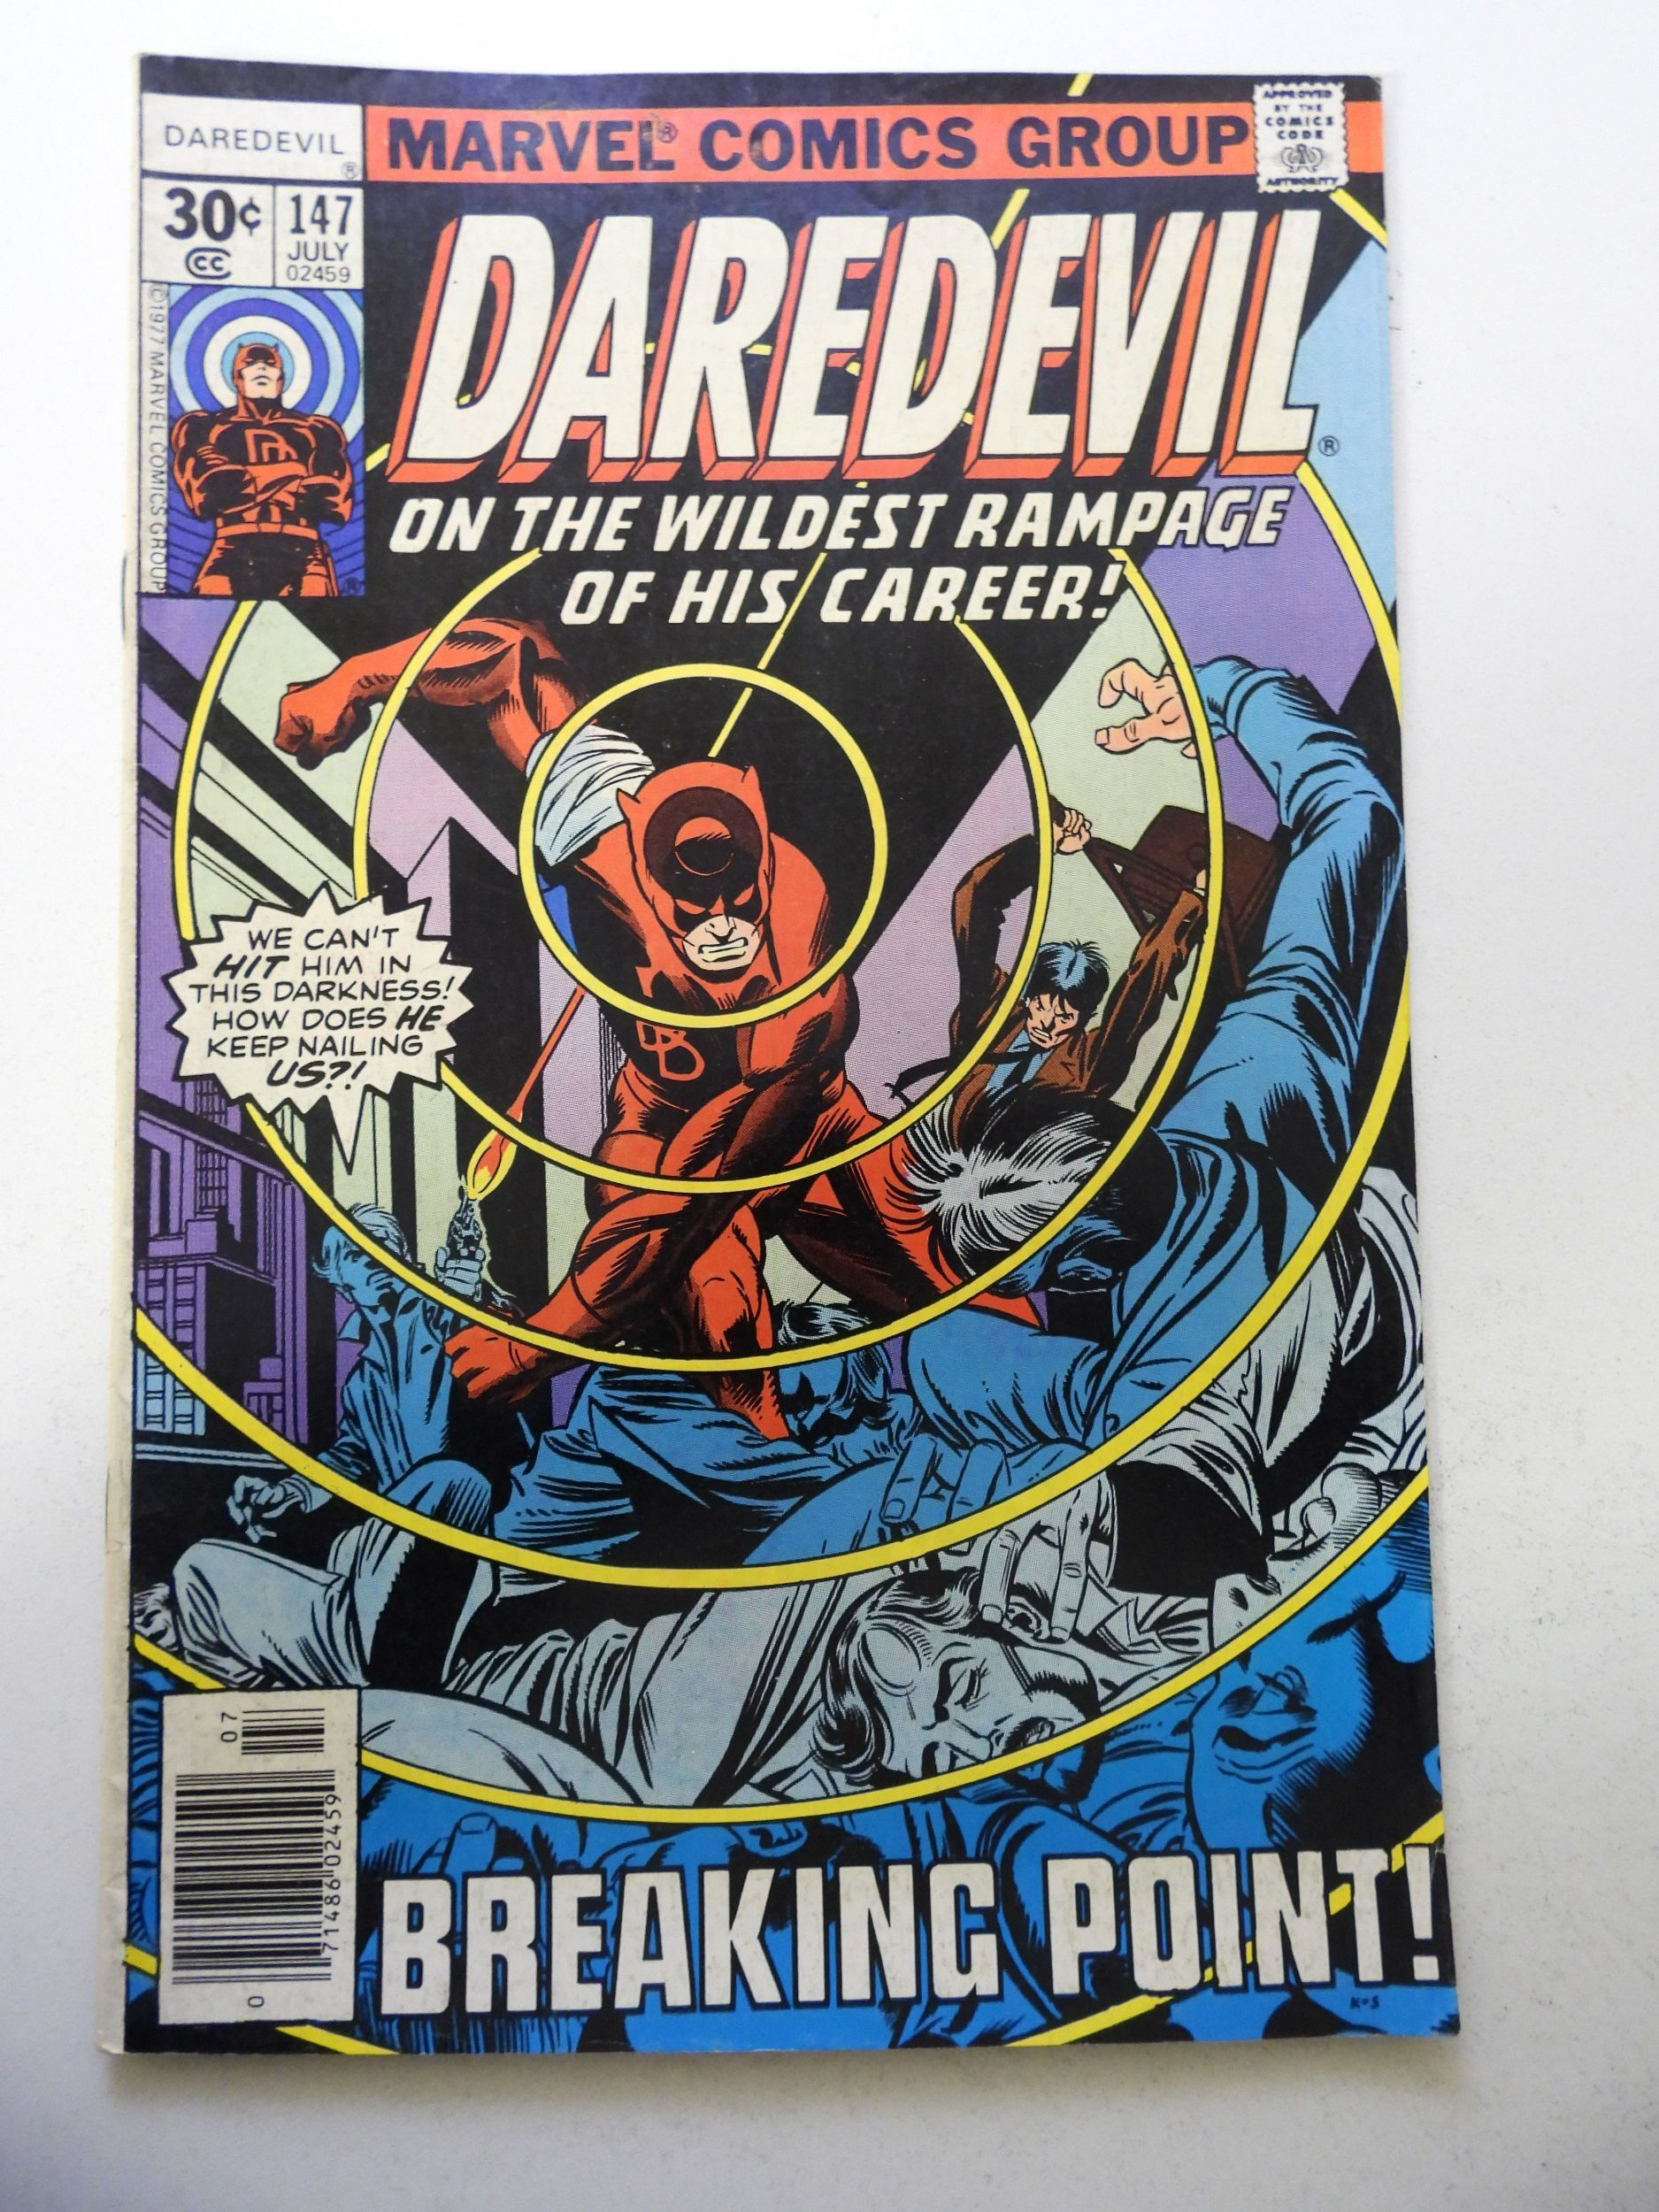 DAREDEVIL®
MARVEL® COMICS GROUP
APPROVED
BY THE
COMICS
CODE
AUTHORITY
30¢
CC
147
JULY
02459
©1977 MARVEL COMICS GROUP
DAREDEVIL®
ON THE WILDEST RAMPAGE
OF HIS CAREER!
WE CAN'T
HIT HIM IN
THIS DARKNESS!
HOW DOES HE
KEEP NAILING
US?!
07
71486 02459
0
BREAKING POINT!